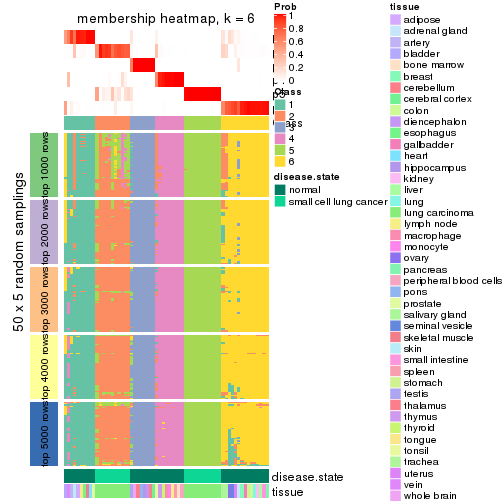 membership heatmap, k = 6
50 x 5 random samplings
top 1000 rows
top 2000 rows
top 3000 rows
top 4000 rows
top 5000 rows
disease.state
tissue
Prob
1
0.8
0.6
0.4
0.2
0
Class
1
2
3
4
5
6
disease.state
normal
small cell lung cancer
tissue
adipose
adrenal gland
artery
bladder
bone marrow
breast
cerebellum
cerebral cortex
colon
diencephalon
esophagus
gallbladder
heart
hippocampus
kidney
liver
lung
lung carcinoma
lymph node
macrophage
monocyte
ovary
pancreas
peripheral blood cells
pons
prostate
salivary gland
seminal vesicle
skeletal muscle
skin
small intestine
spleen
stomach
testis
thalamus
thymus
thyroid
tongue
tonsil
trachea
uterus
vein
whole brain